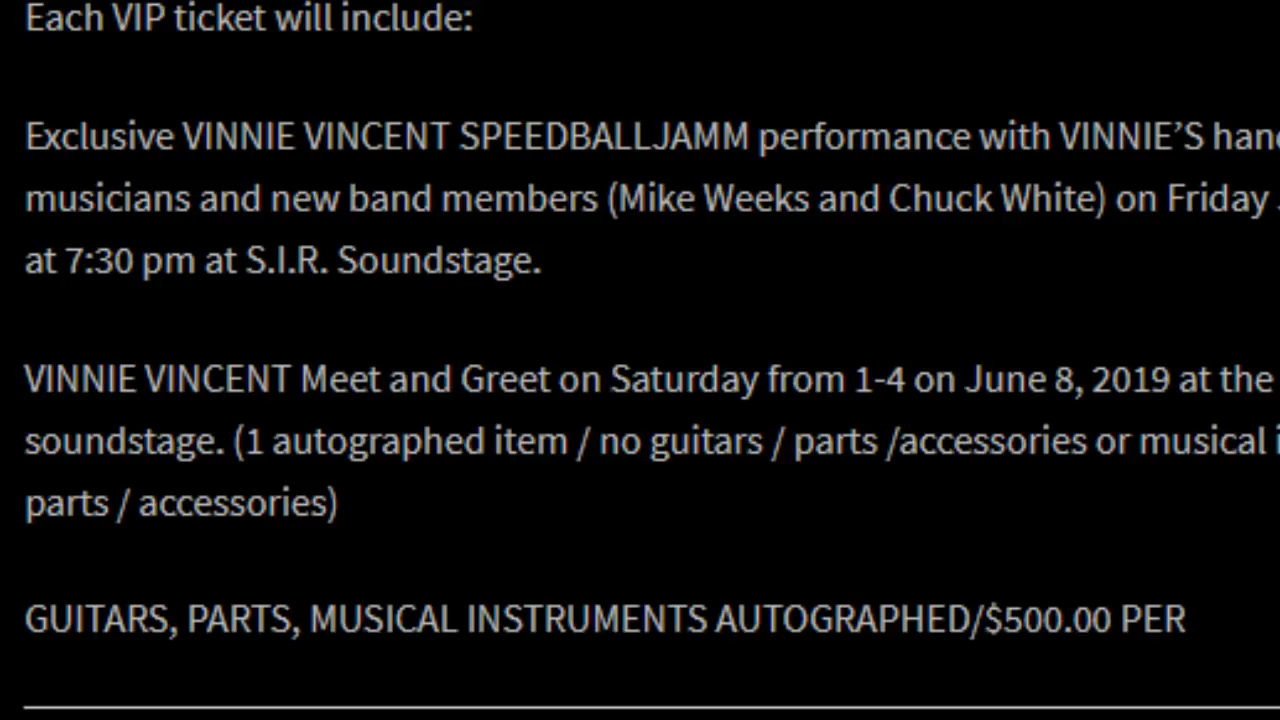 Each VIP ticket will include:
Exclusive VINNIE VINCENT SPEEDBALLJAMM performance with VINNIE’S
musicians and new band members (Mike Weeks and Chuck White) on Friday
at 7:30 pm at S.I.R. Soundstage.
VINNIE VINCENT Meet and Greet on Saturday from 1-4 on June 8, 2019 at the
soundstage. (1 autographed item / no guitars / parts /accessories or musical
parts / accessories)
GUITARS, PARTS, MUSICAL INSTRUMENTS AUTOGRAPHED/$500.00 PER